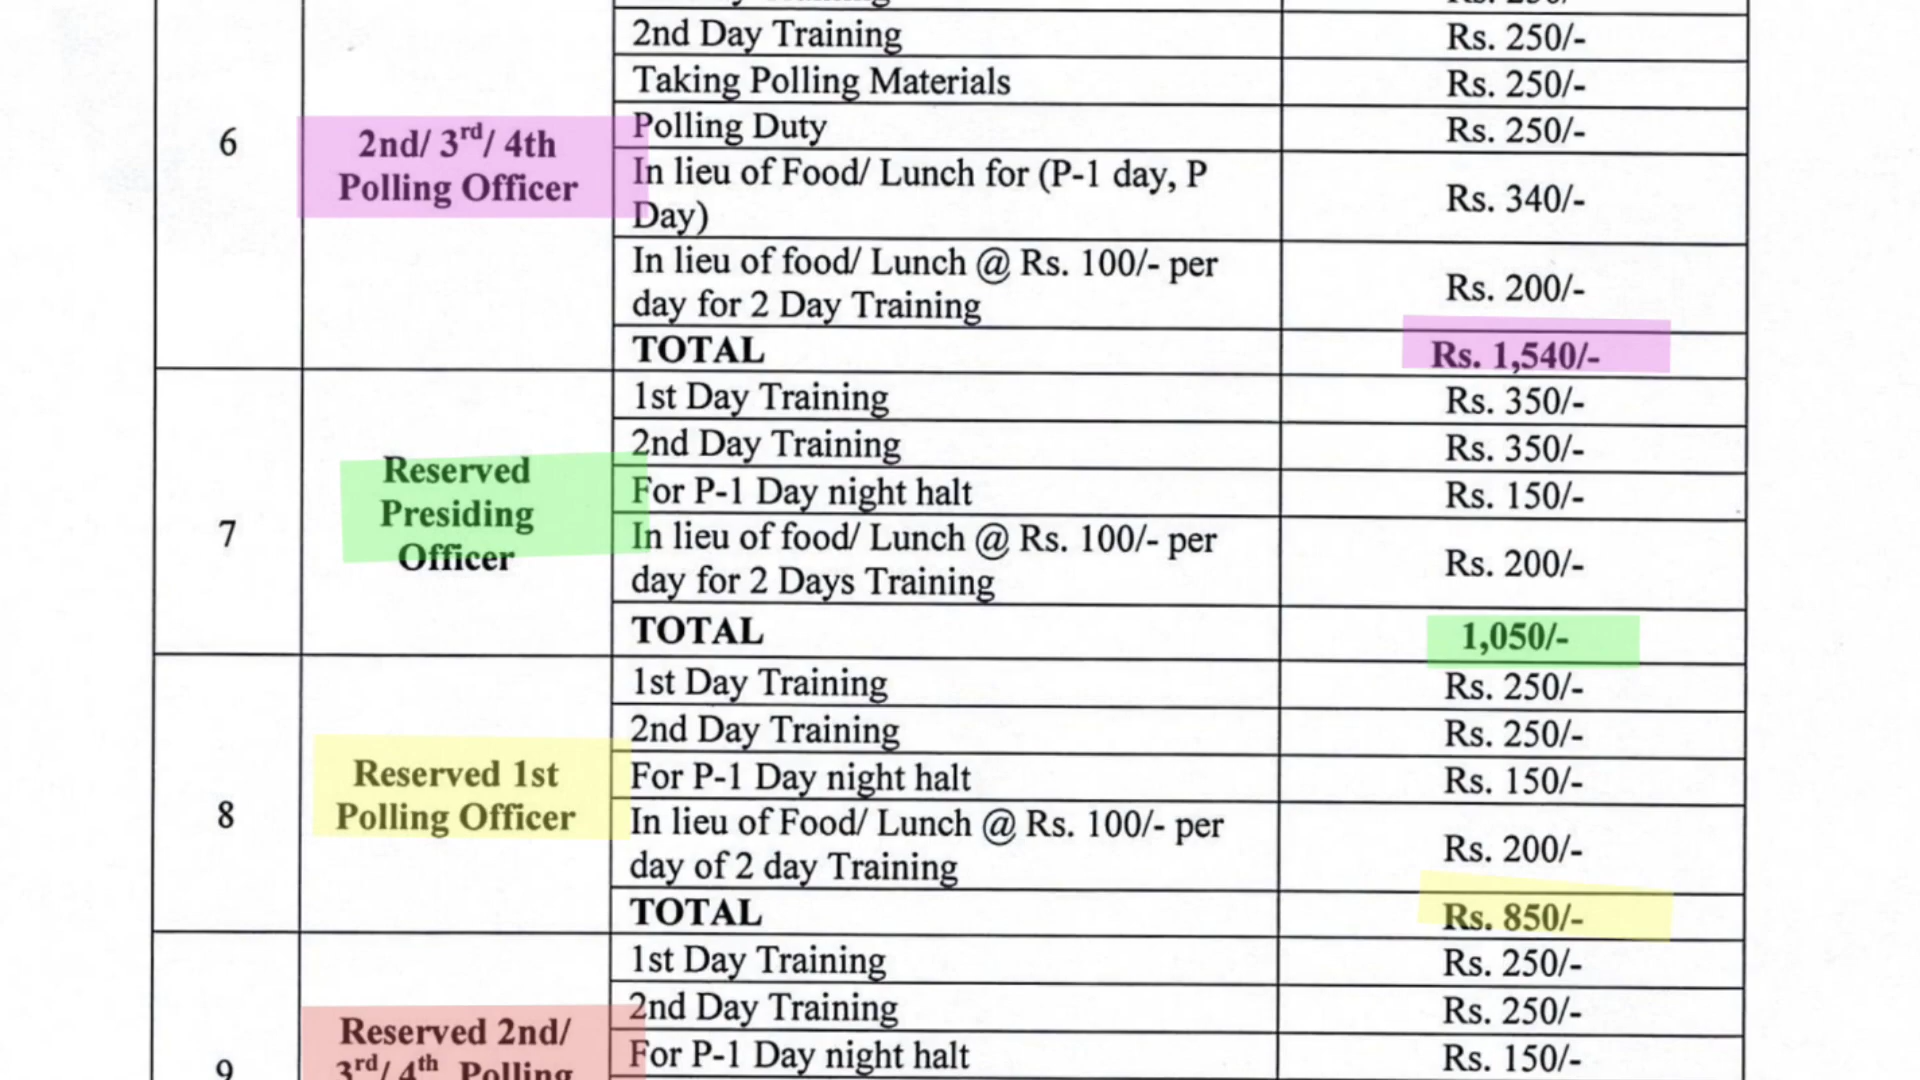 2nd Day Training Rs. 250/-
Taking Polling Materials Rs. 250/-
6
2nd/ 3rd/ 4th
Polling Officer
Polling Duty Rs. 250/-
In lieu of Food/ Lunch for (P-1 day, P
Day) Rs. 340/-
In lieu of food/ Lunch @ Rs. 100/- per
day for 2 Day Training Rs. 200/-
TOTAL Rs. 1,540/-
7
Reserved
Presiding
Officer
1st Day Training Rs. 350/-
2nd Day Training Rs. 350/-
For P-1 Day night halt Rs. 150/-
In lieu of food/ Lunch @ Rs. 100/- per
day for 2 Days Training Rs. 200/-
TOTAL 1,050/-
8
Reserved 1st
Polling Officer
1st Day Training Rs. 250/-
2nd Day Training Rs. 250/-
For P-1 Day night halt Rs. 150/-
In lieu of Food/ Lunch @ Rs. 100/- per
day of 2 day Training Rs. 200/-
TOTAL Rs. 850/-
9
Reserved 2nd/
3rd/ 4th Polling
1st Day Training Rs. 250/-
2nd Day Training Rs. 250/-
For P-1 Day night halt Rs. 150/-